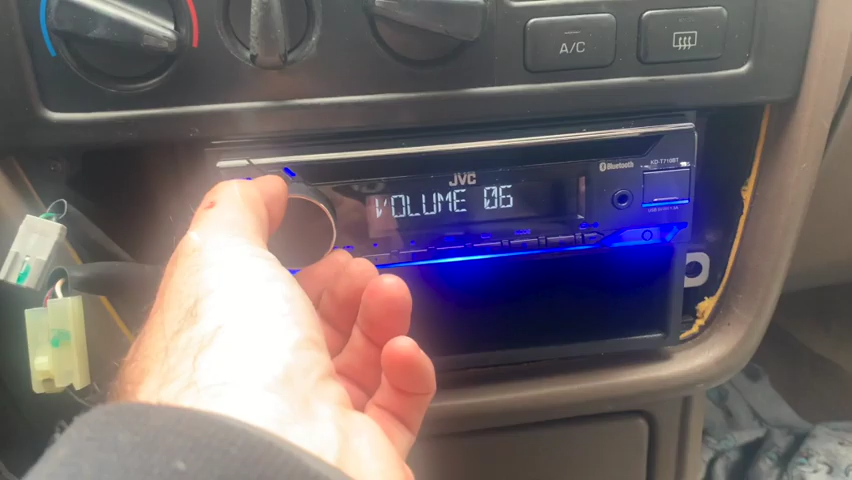 A/C
Bluetooth
KD-T710BT
JVC
VOLUME 06